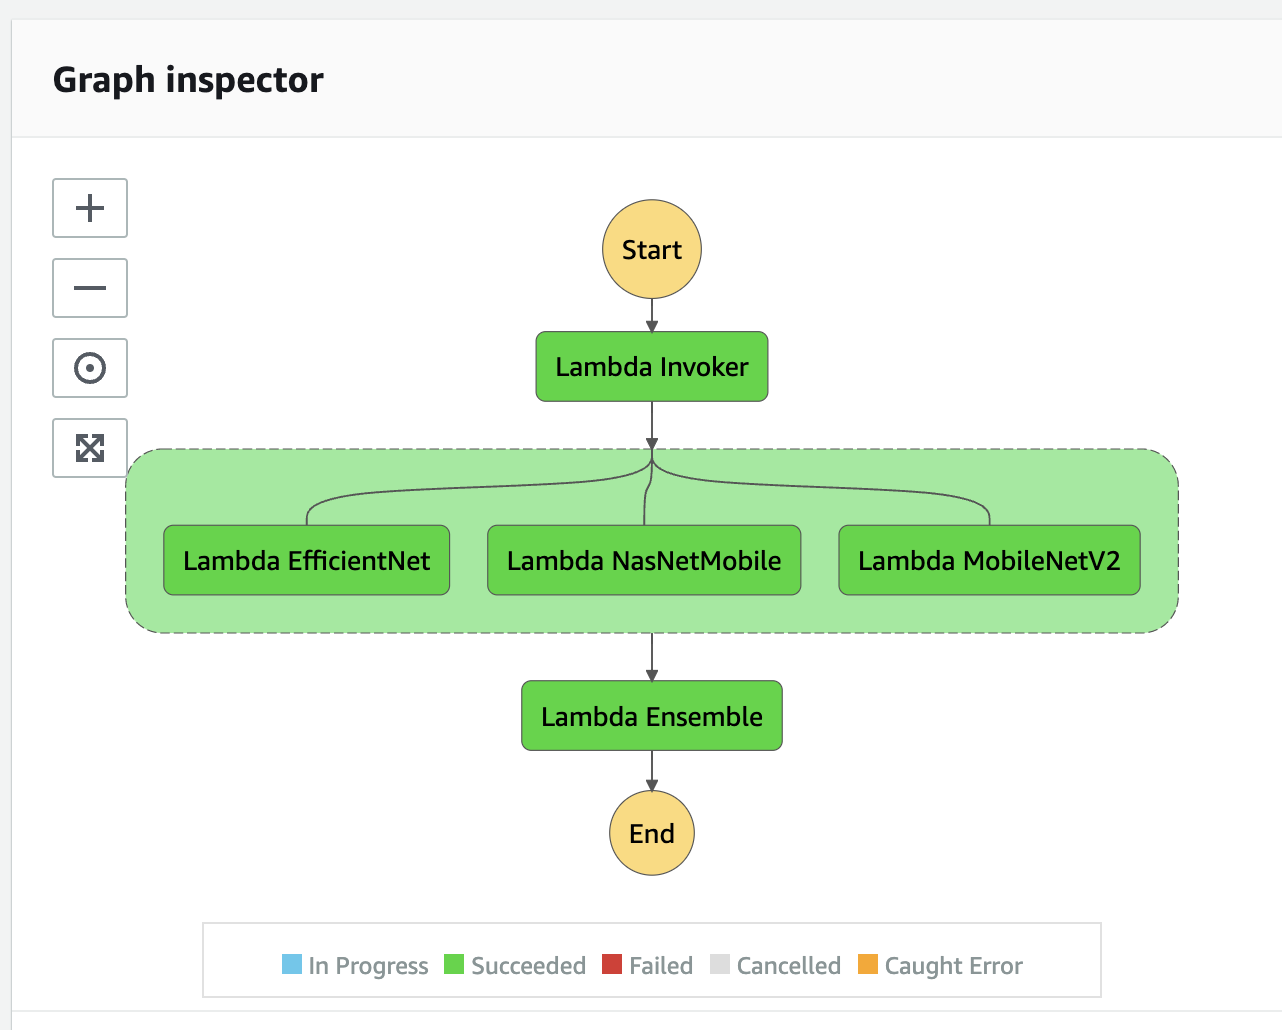 Graph inspector
Start
Lambda Invoker
Lambda EfficientNet
Lambda NasNetMobile
Lambda MobileNetV2
Lambda Ensemble
End
In Progress Succeeded Failed Cancelled Caught Error